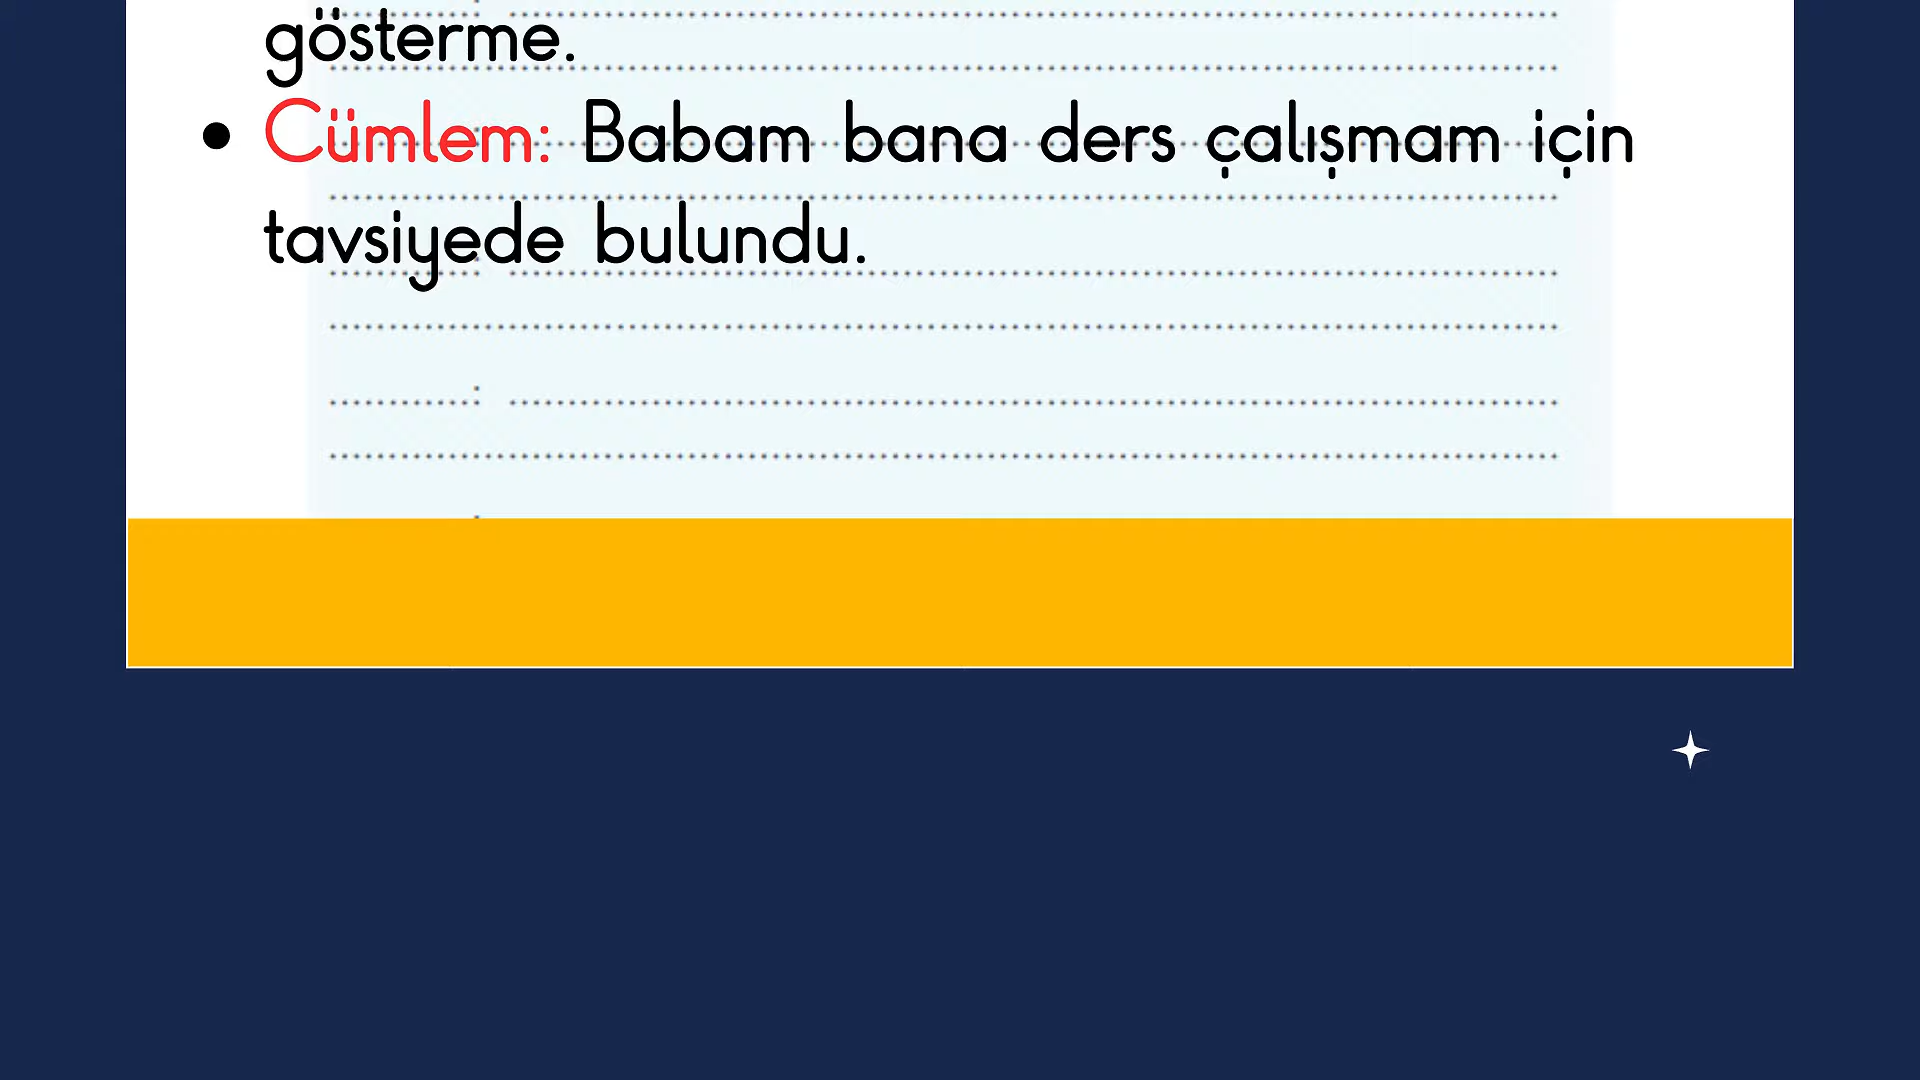 gösterme.
• Cümlem: Babam bana ders çalışmam için
tavsiyede bulundu.